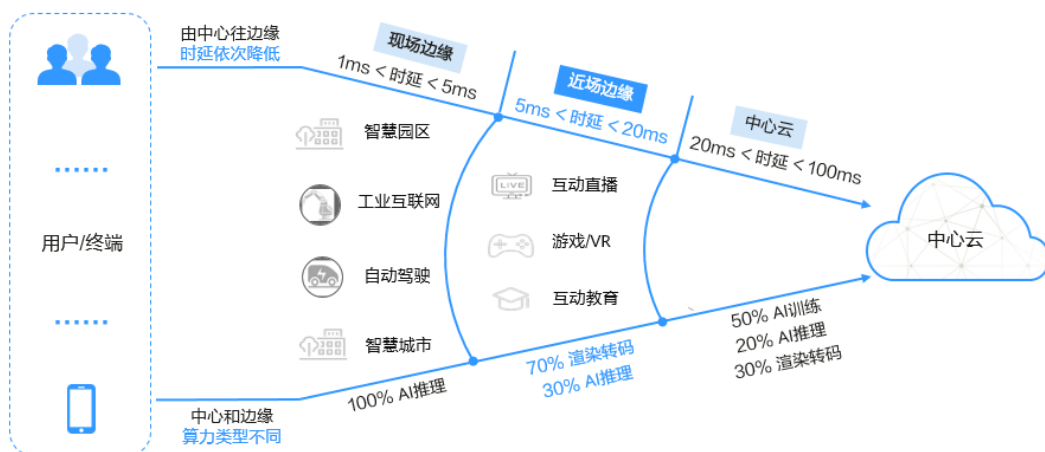 由中心往边缘
时延依次降低
现场边缘
1ms < 时延 < 5ms
近场边缘
5ms < 时延 < 20ms
中心云
20ms < 时延 < 100ms
用户/终端
智慧园区
工业互联网
自动驾驶
智慧城市
LIVE
互动直播
游戏/VR
互动教育
中心云
100% AI推理
70% 渲染转码
30% AI推理
50% AI训练
20% AI推理
30% 渲染转码
中心和边缘
算力类型不同